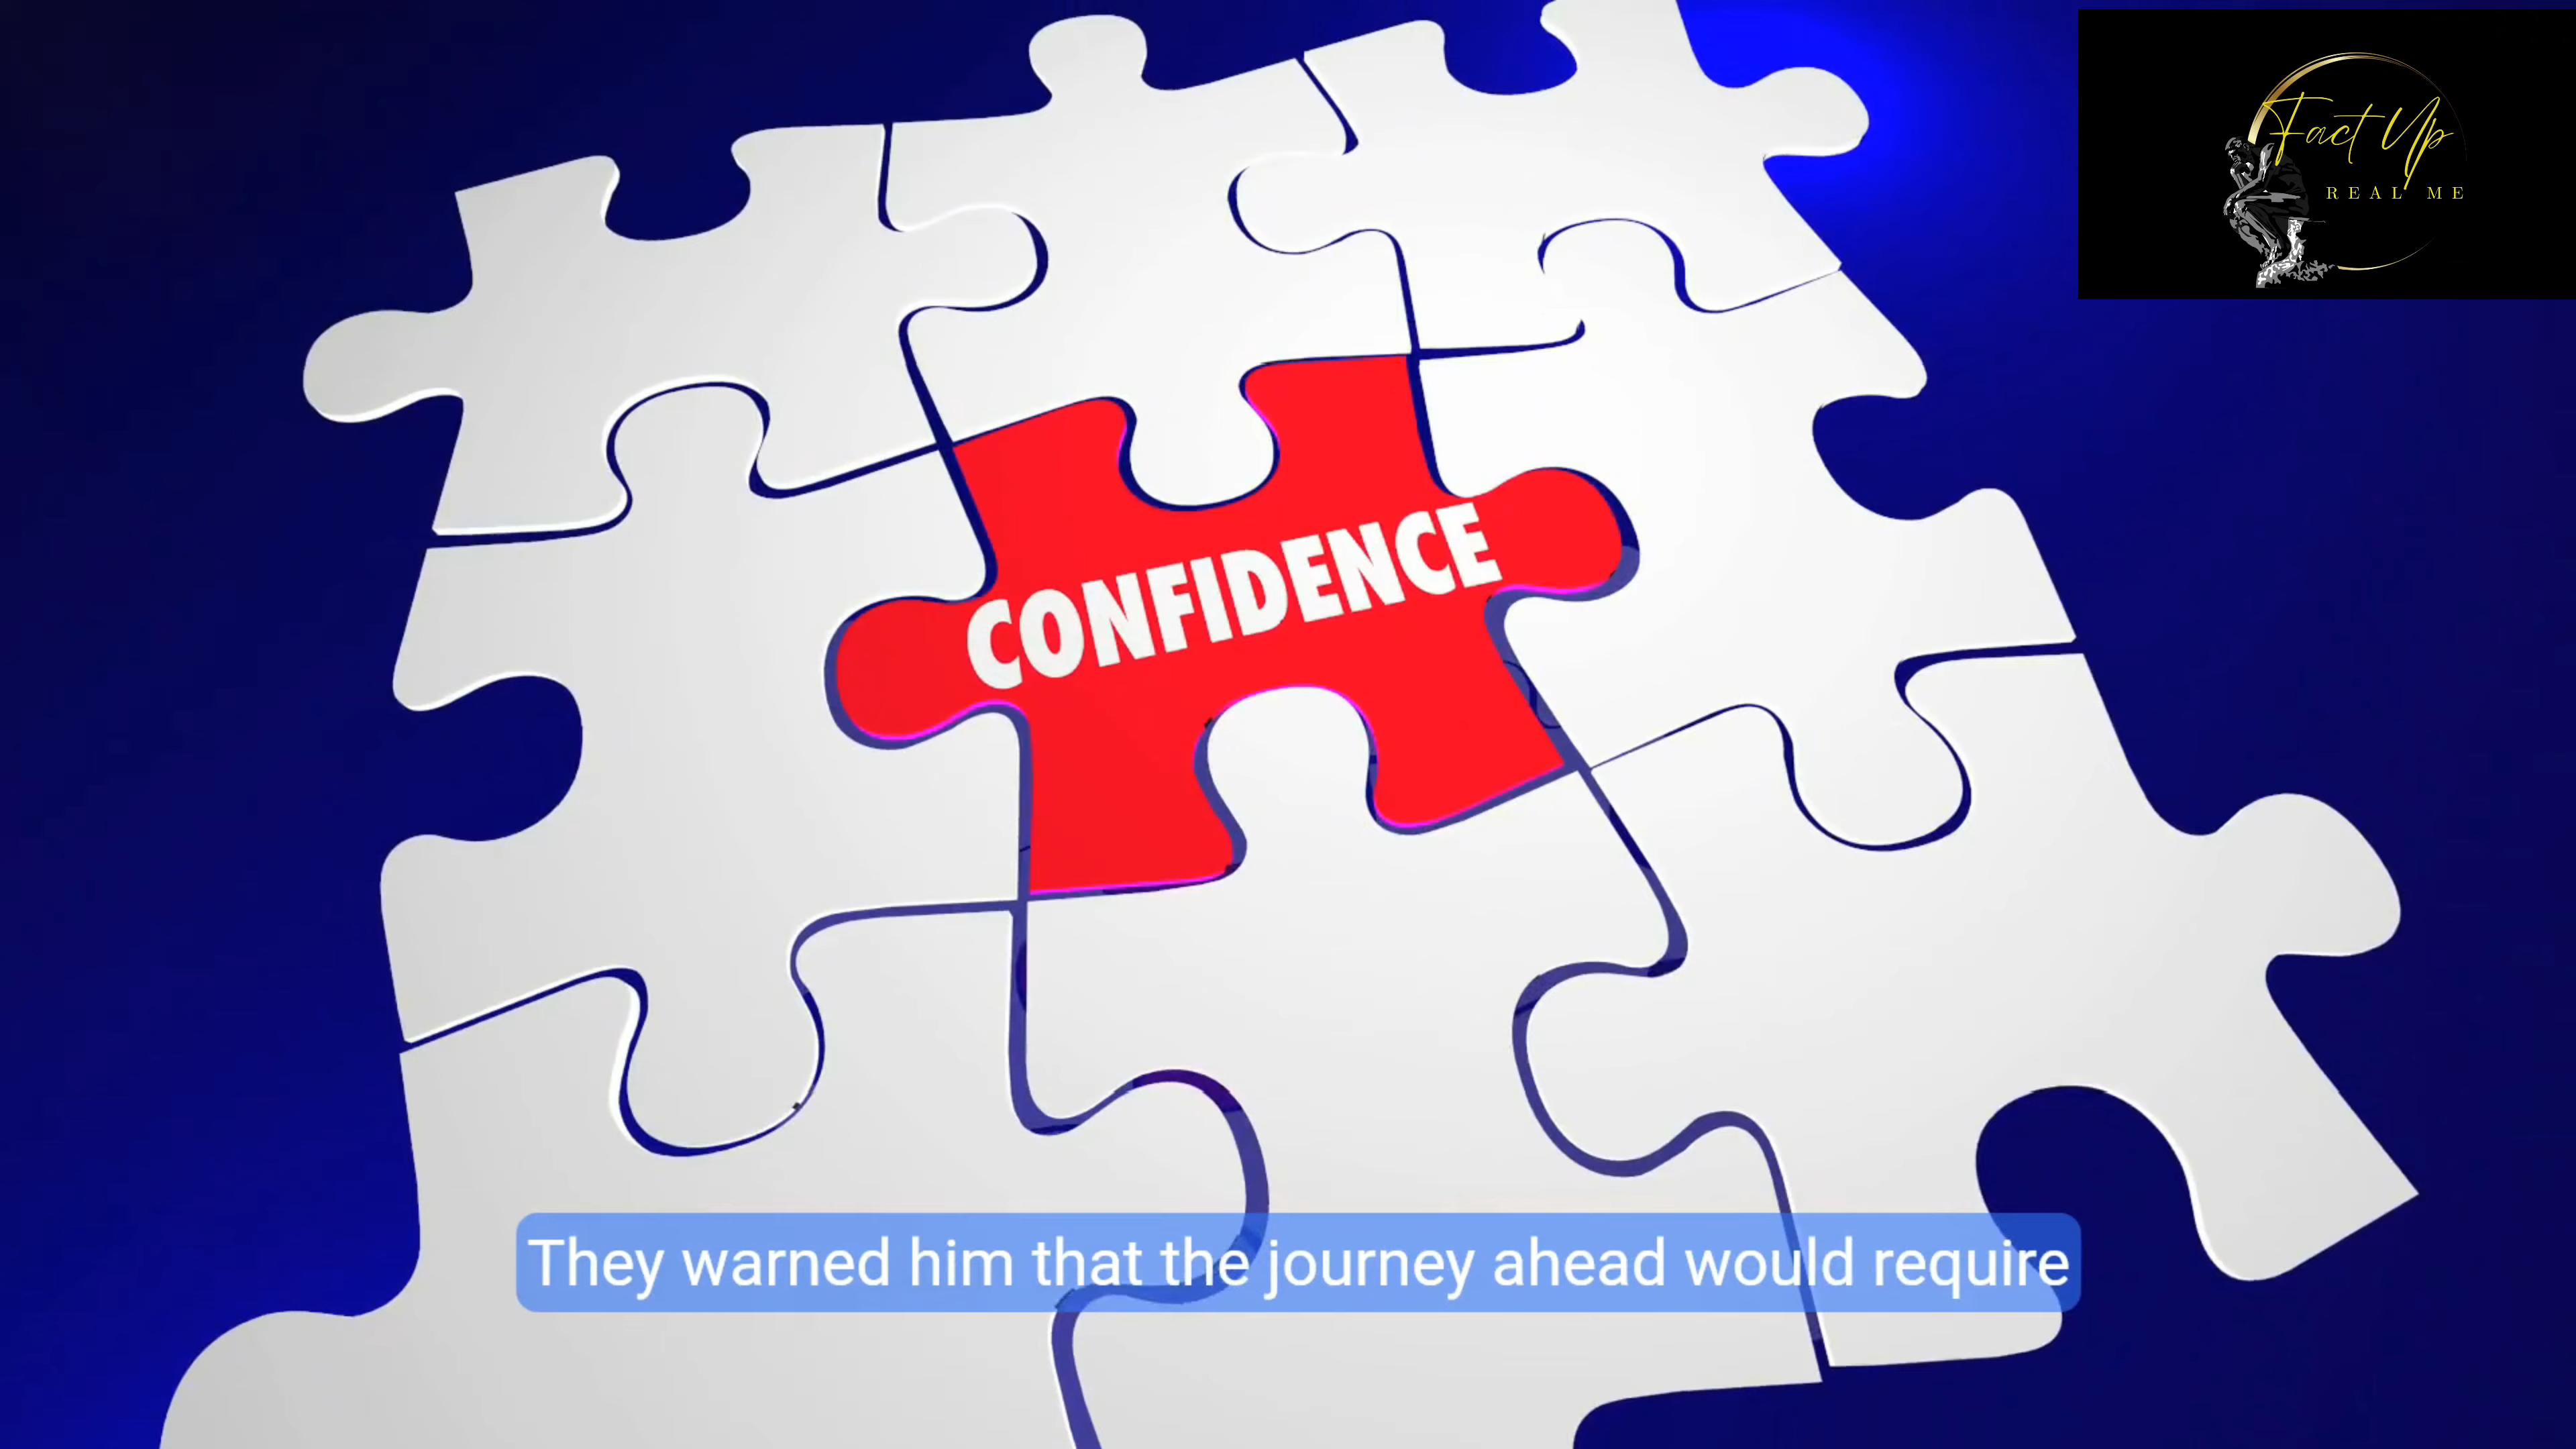 Fact Up
REAL ME
CONFIDENCE
They warned him that the journey ahead would require